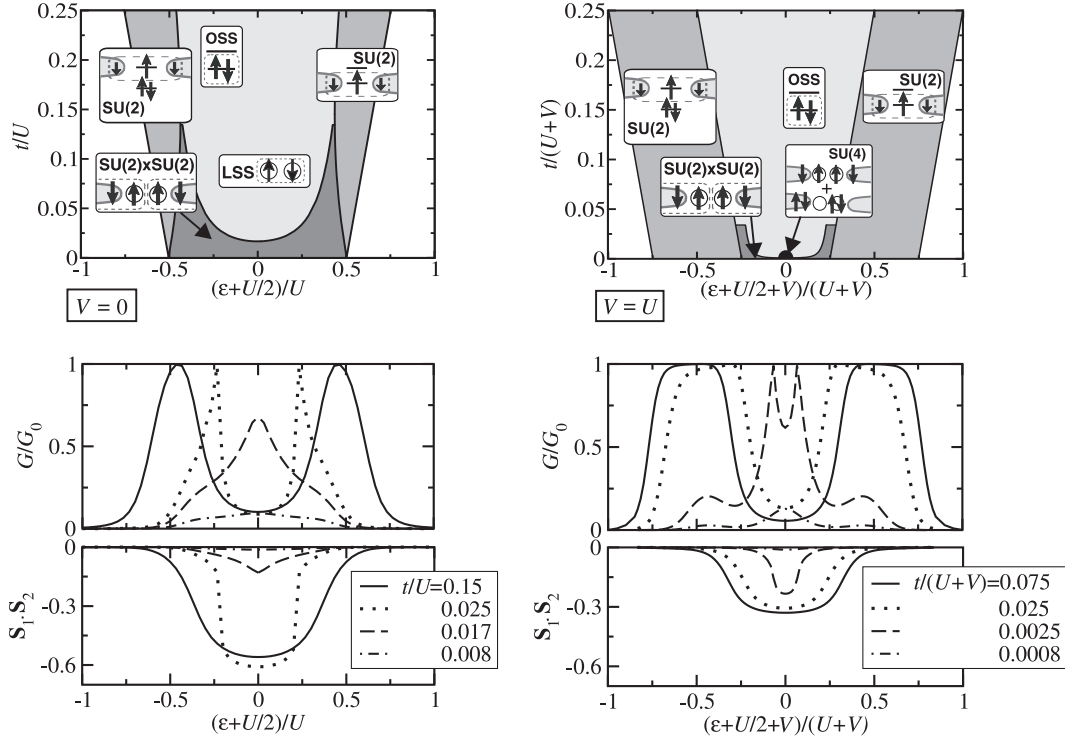 0.25
0.2
0.15
0.1
0.05
0
t/U
-1
-0.5
0
0.5
1
(ε+U/2)/U
V = 0
OSS
SU(2)
SU(2)
SU(2)xSU(2)
LSS
0.25
0.2
0.15
0.1
0.05
0
t/(U+V)
-1
-0.5
0
0.5
1
(ε+U/2+V)/(U+V)
V = U
OSS
SU(2)
SU(2)
SU(2)xSU(2)
SU(4)
+
1
0.5
0
G/G0
0
-0.3
-0.6
S1.S2
t/U=0.15
0.025
0.017
0.008
-1
-0.5
0
0.5
1
(ε+U/2)/U
1
0.5
0
G/G0
0
-0.3
-0.6
S1.S2
t/(U+V)=0.075
0.025
0.0025
0.0008
-1
-0.5
0
0.5
1
(ε+U/2+V)/(U+V)